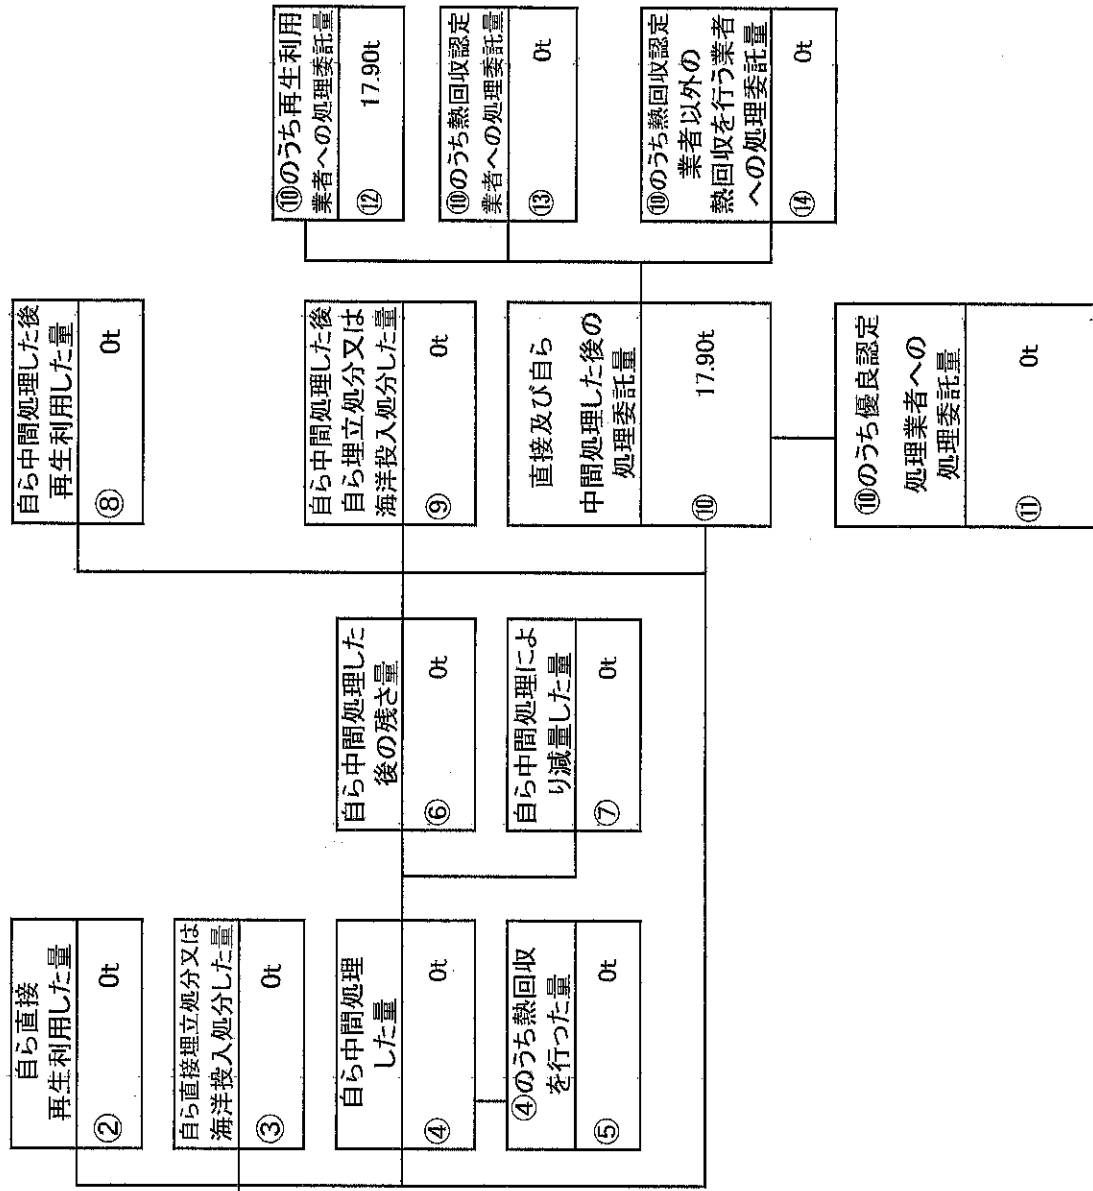 自ら直接
再生利用した量
② 0t
自ら直接埋立処分又は
海洋投入処分した量
③ 0t
自ら中間処理
した量
④ 0t
④のうち熱回収
を行った量
⑤ 0t
自ら中間処理した
後の残さ量
⑥ 0t
自ら中間処理によ
り減量した量
⑦ 0t
自ら中間処理した後
再生利用した量
⑧ 0t
自ら中間処理した後
自ら埋立処分又は
海洋投入処分した量
⑨ 0t
直接及び自ら
中間処理した後の
処理委託量
⑩ 17.90t
⑩のうち優良認定
処理業者への
処理委託量
⑪ 0t
⑩のうち再生利用
業者への処理委託量
⑫ 17.90t
⑩のうち熱回収認定
業者への処理委託量
⑬ 0t
⑩のうち熱回収認定
業者以外の
熱回収を行う業者
への処理委託量
⑭ 0t